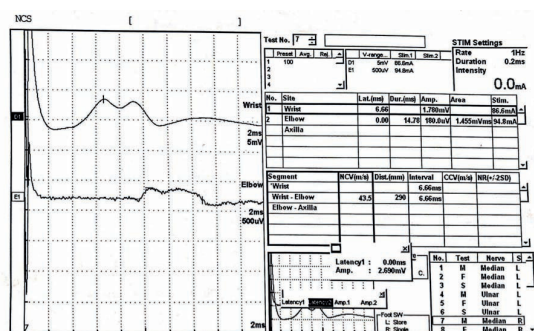 NCS [ ]
Test No. 7
STIM Settings
Rate 1Hz
Duration 0.2ms
Intensity
0.0mA
Preset Avg. Rej.
1 100
2
3
4
V-range... Stim.1 Stim.2
D1 5mV 86.6mA
E1 500uV 94.8mA
No. Site Lat.(ms) Dur.(ms) Amp. Area Stim.
1 Wrist 6.66 1.780mV 86.6mA
2 Elbow 0.00 14.78 180.0uV 1.455mVms 94.8mA
Axilla
D1
Wrist
2ms
5mV
E1
Elbow
2ms
500uV
2ms
Segment NCV(m/s) Dist.(mm) Interval CCV(m/s) NR(+/-2SD)
'Wrist 6.66ms
Wrist - Elbow 43.5 290 6.66ms
Elbow - Axilla
Latency1 : 0.00ms
Amp. : 2.690mV
C.
Latency1 Amp.1 Amp.2
Foot SW
L: Store
R: Single
No. Test Nerve S
1 M Median L
2 F Median L
3 S Median L
4 M Ulnar L
5 F Ulnar L
6 S Ulnar L
7 M Median R
8 F Median R